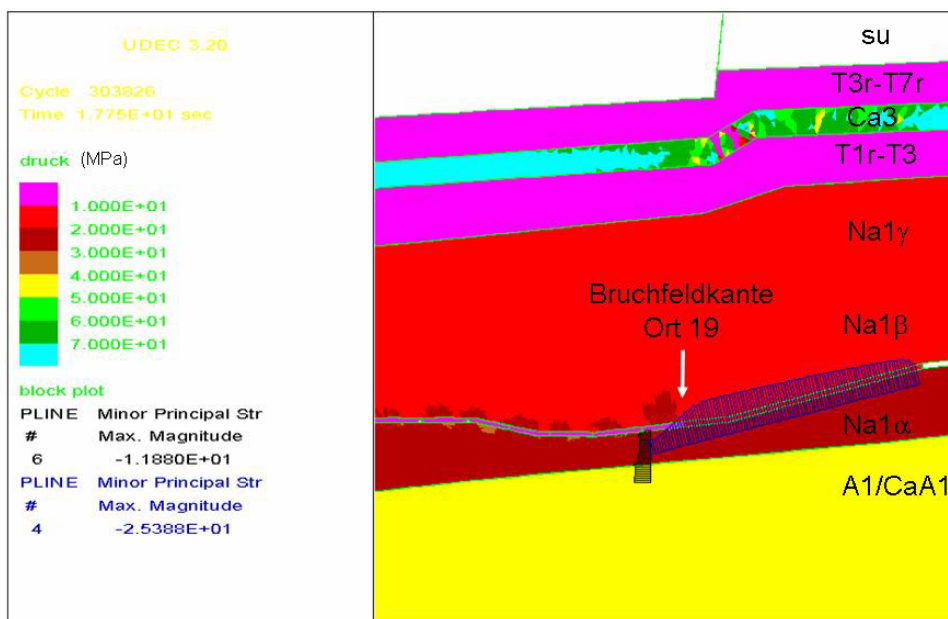 UDEC 3.20
Cycle 303826
Time 1.775E+01 sec
druck (MPa)
1.000E+01
2.000E+01
3.000E+01
4.000E+01
5.000E+01
6.000E+01
7.000E+01
block plot
PLINE Minor Principal Str
# Max. Magnitude
6 -1.1880E+01
PLINE Minor Principal Str
# Max. Magnitude
4 -2.5388E+01
su
T3r-T7r
Ca3
T1r-T3
Na1γ
Bruchfeldkante
Ort 19
Na1β
Na1α
A1/CaA1